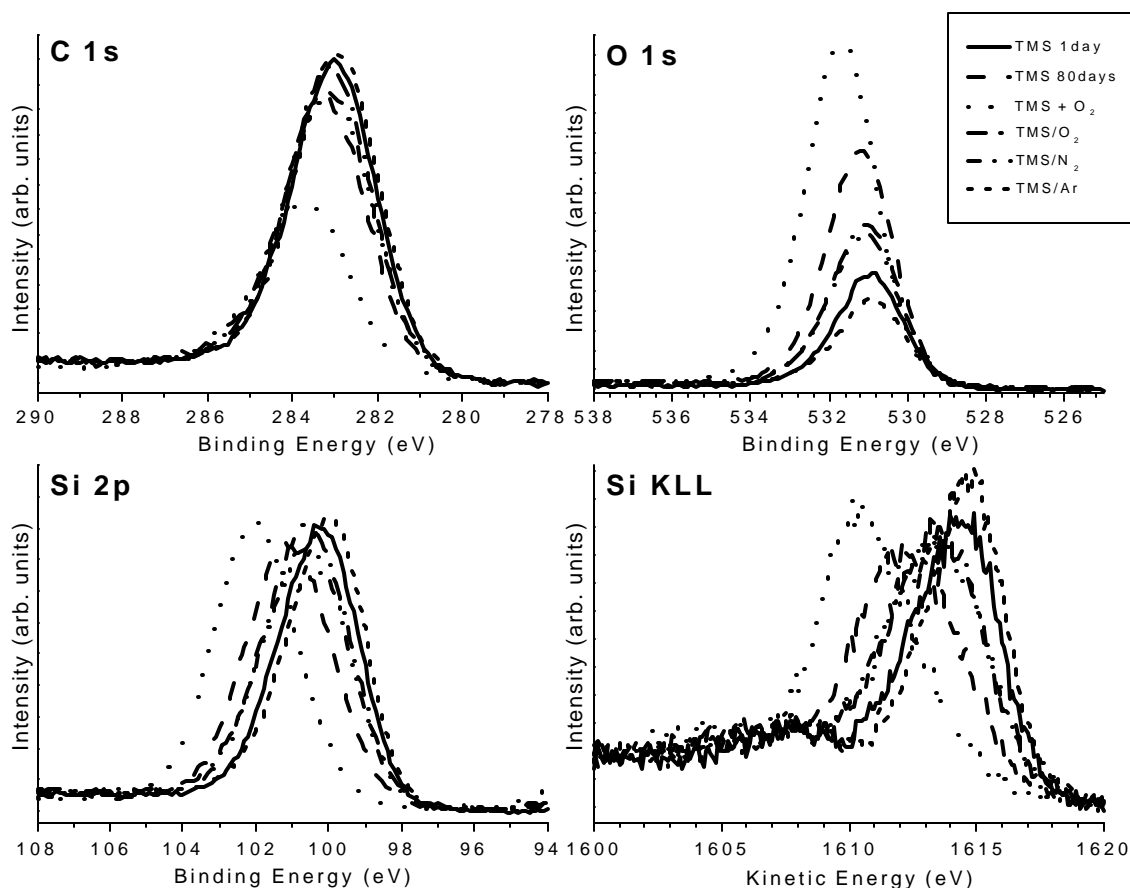 C 1s
Intensity (arb. units)
290 288 286 284 282 280 278
Binding Energy (eV)
O 1s
Intensity (arb. units)
538 536 534 532 530 528 526
Binding Energy (eV)
TMS 1day
TMS 80days
TMS + O₂
TMS/O₂
TMS/N₂
TMS/Ar
Si 2p
Intensity (arb. units)
108 106 104 102 100 98 96 94
Binding Energy (eV)
Si KLL
Intensity (arb. units)
1600 1605 1610 1615 1620
Kinetic Energy (eV)